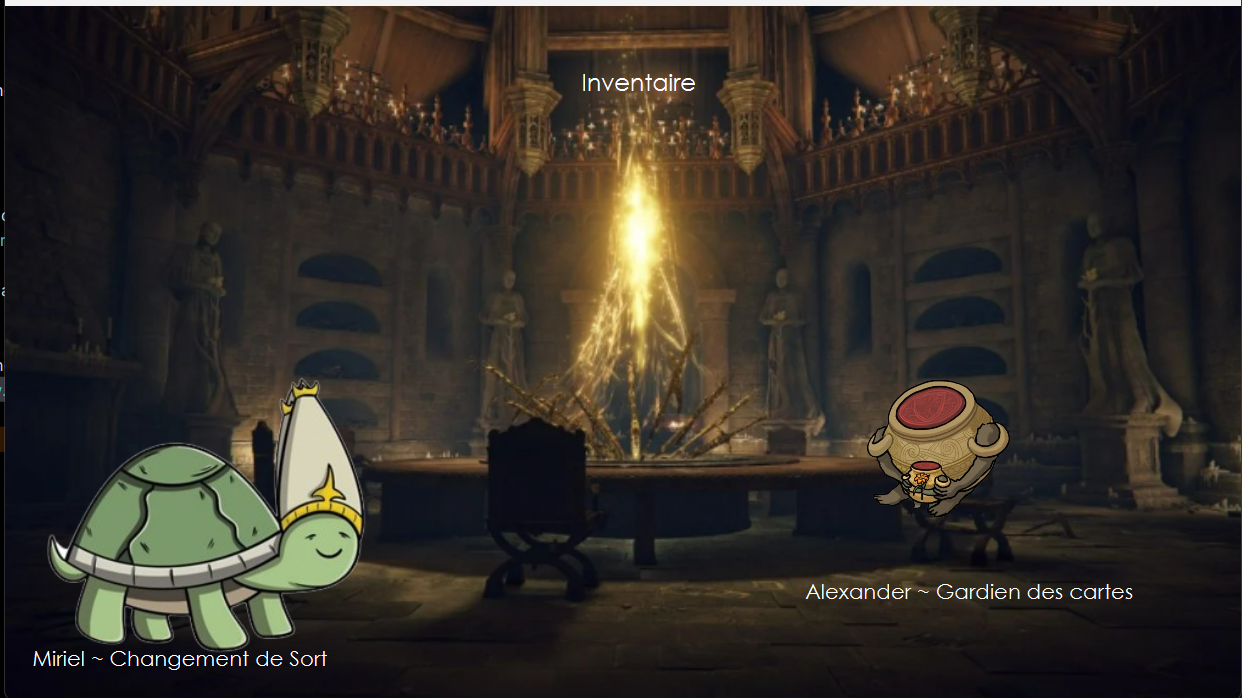 Inventaire
Alexander ~ Gardien des cartes
Miriel ~ Changement de Sort